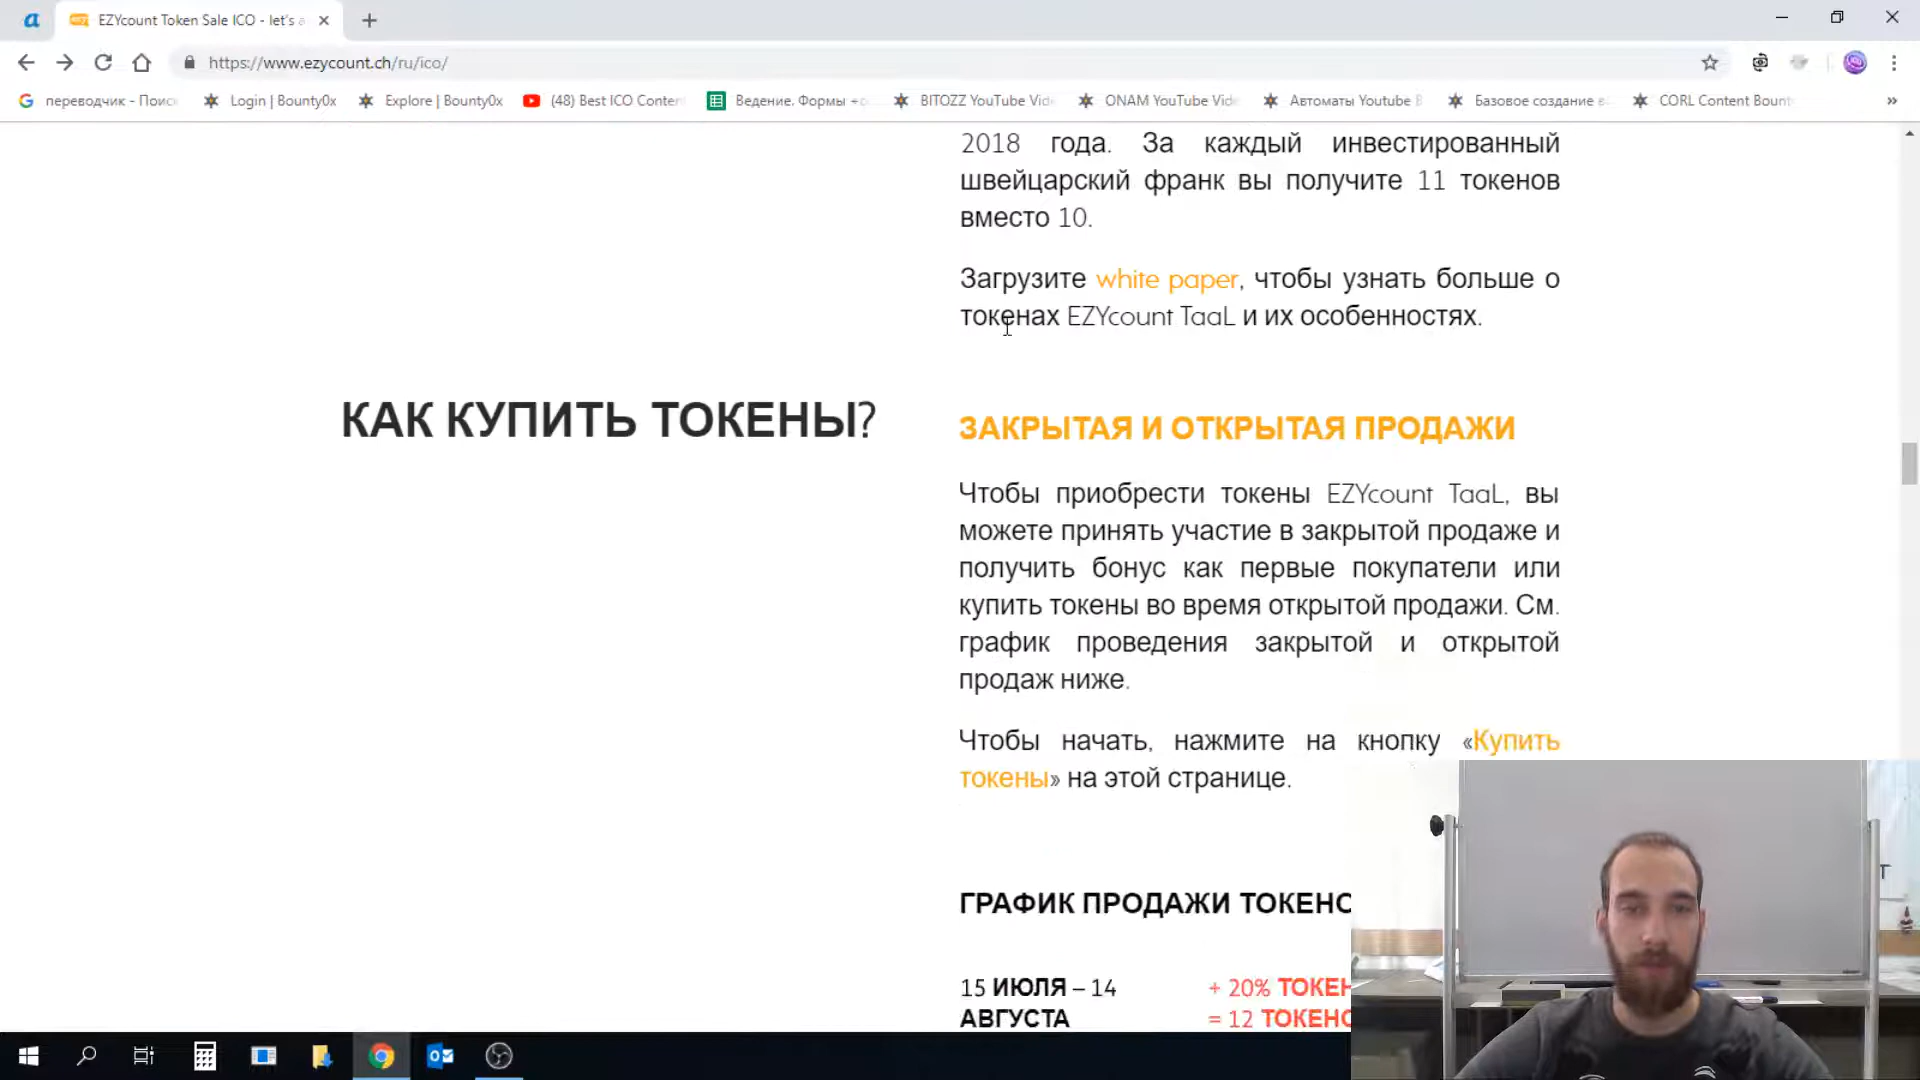 EZYcount Token Sale ICO - let's a
https://www.ezycount.ch/ru/ico/
переводчик - Поиск
Login | Bounty0x
Explore | Bounty0x
(48) Best ICO Conten
Ведение. Формы +о
BITOZZ YouTube Vid
ONAM YouTube Vid
Автоматы Youtube B
Базовое создание в
CORL Content Bount
»
2018 года. За каждый инвестированный
швейцарский франк вы получите 11 токенов
вместо 10.
Загрузите white paper, чтобы узнать больше о
токенах EZYcount TaaL и их особенностях.
КАК КУПИТЬ ТОКЕНЫ?
ЗАКРЫТАЯ И ОТКРЫТАЯ ПРОДАЖИ
Чтобы приобрести токены EZYcount TaaL, вы
можете принять участие в закрытой продаже и
получить бонус как первые покупатели или
купить токены во время открытой продажи. См.
график проведения закрытой и открытой
продаж ниже.
Чтобы начать, нажмите на кнопку «Купить
токены» на этой странице.
ГРАФИК ПРОДАЖИ ТОКЕНО
15 ИЮЛЯ – 14
АВГУСТА
+ 20% ТОКЕН
= 12 ТОКЕНО